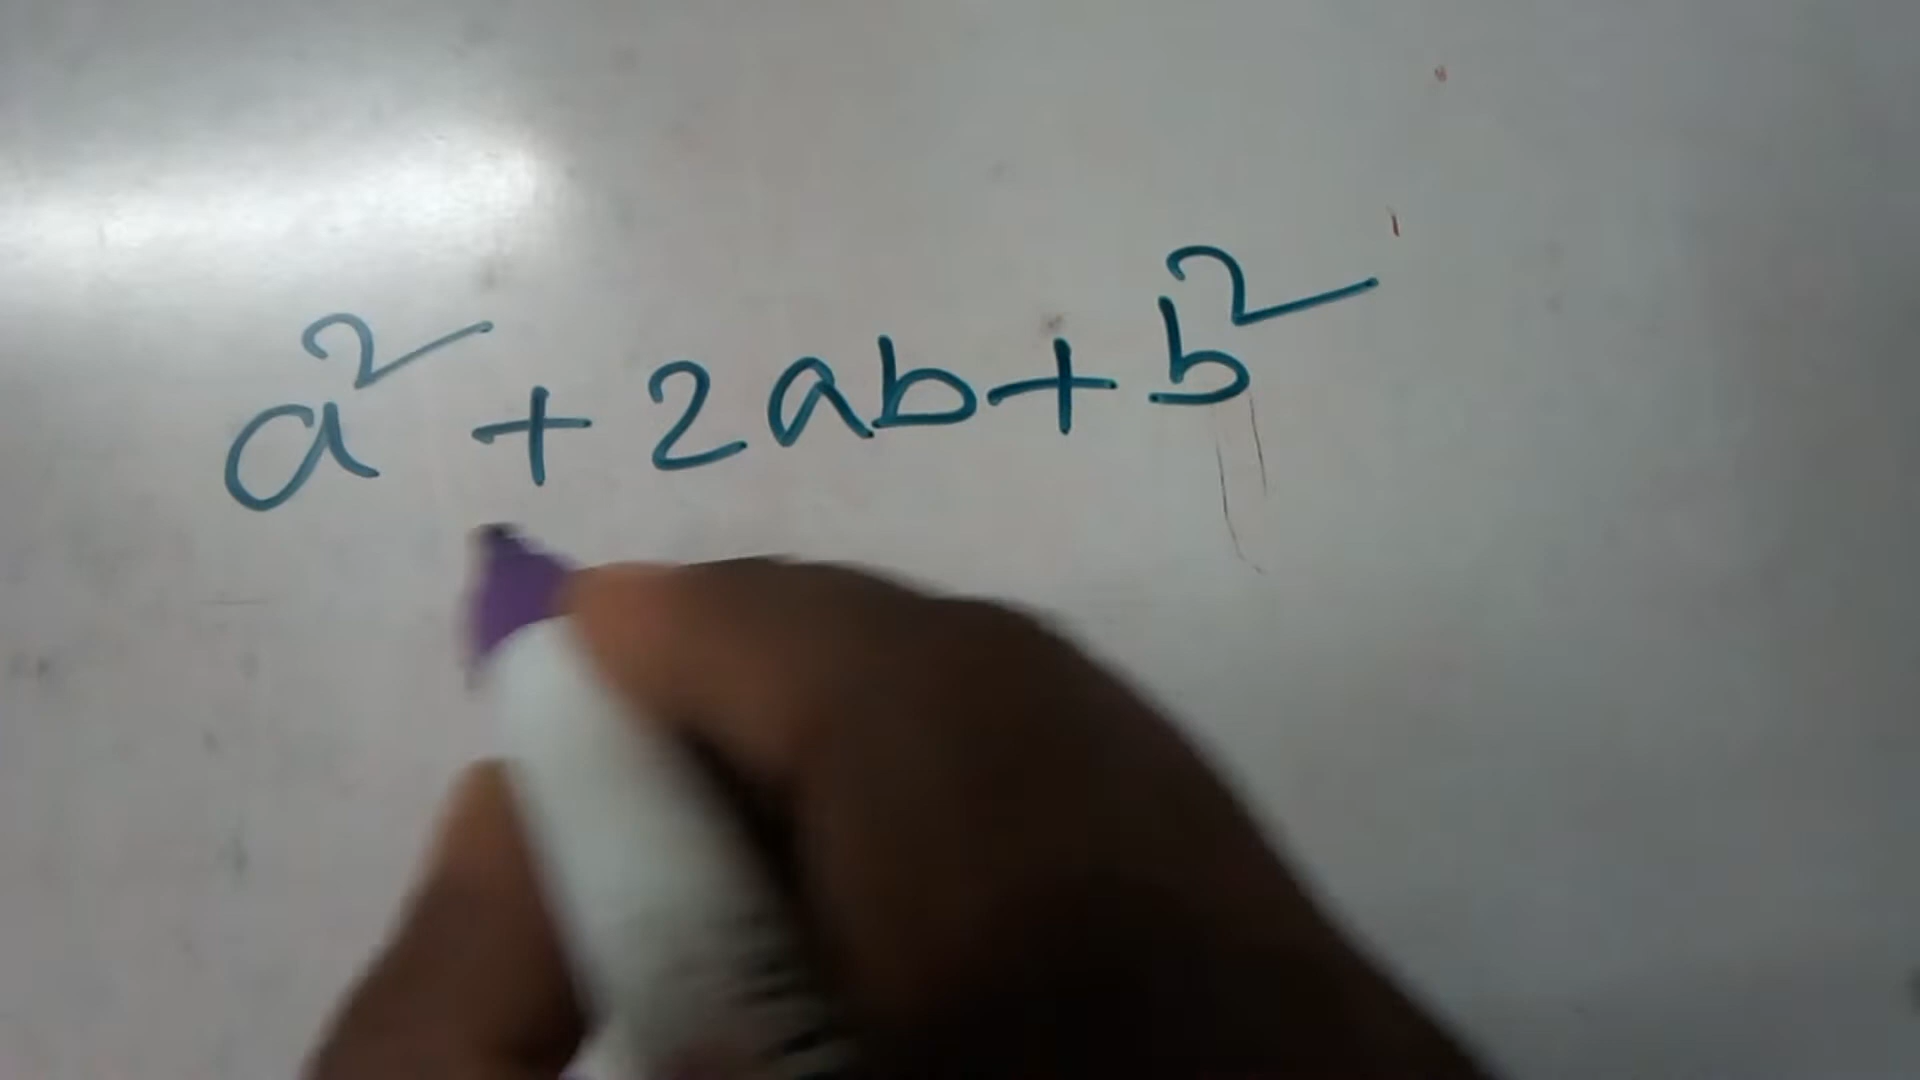 a² + 2ab + b²